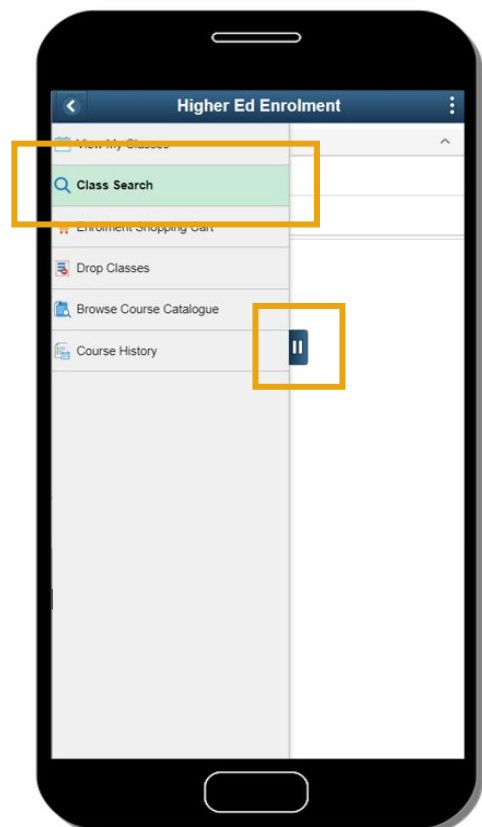 Higher Ed Enrolment
View My Classes
Class Search
Enrolment Shopping Cart
Drop Classes
Browse Course Catalogue
Course History